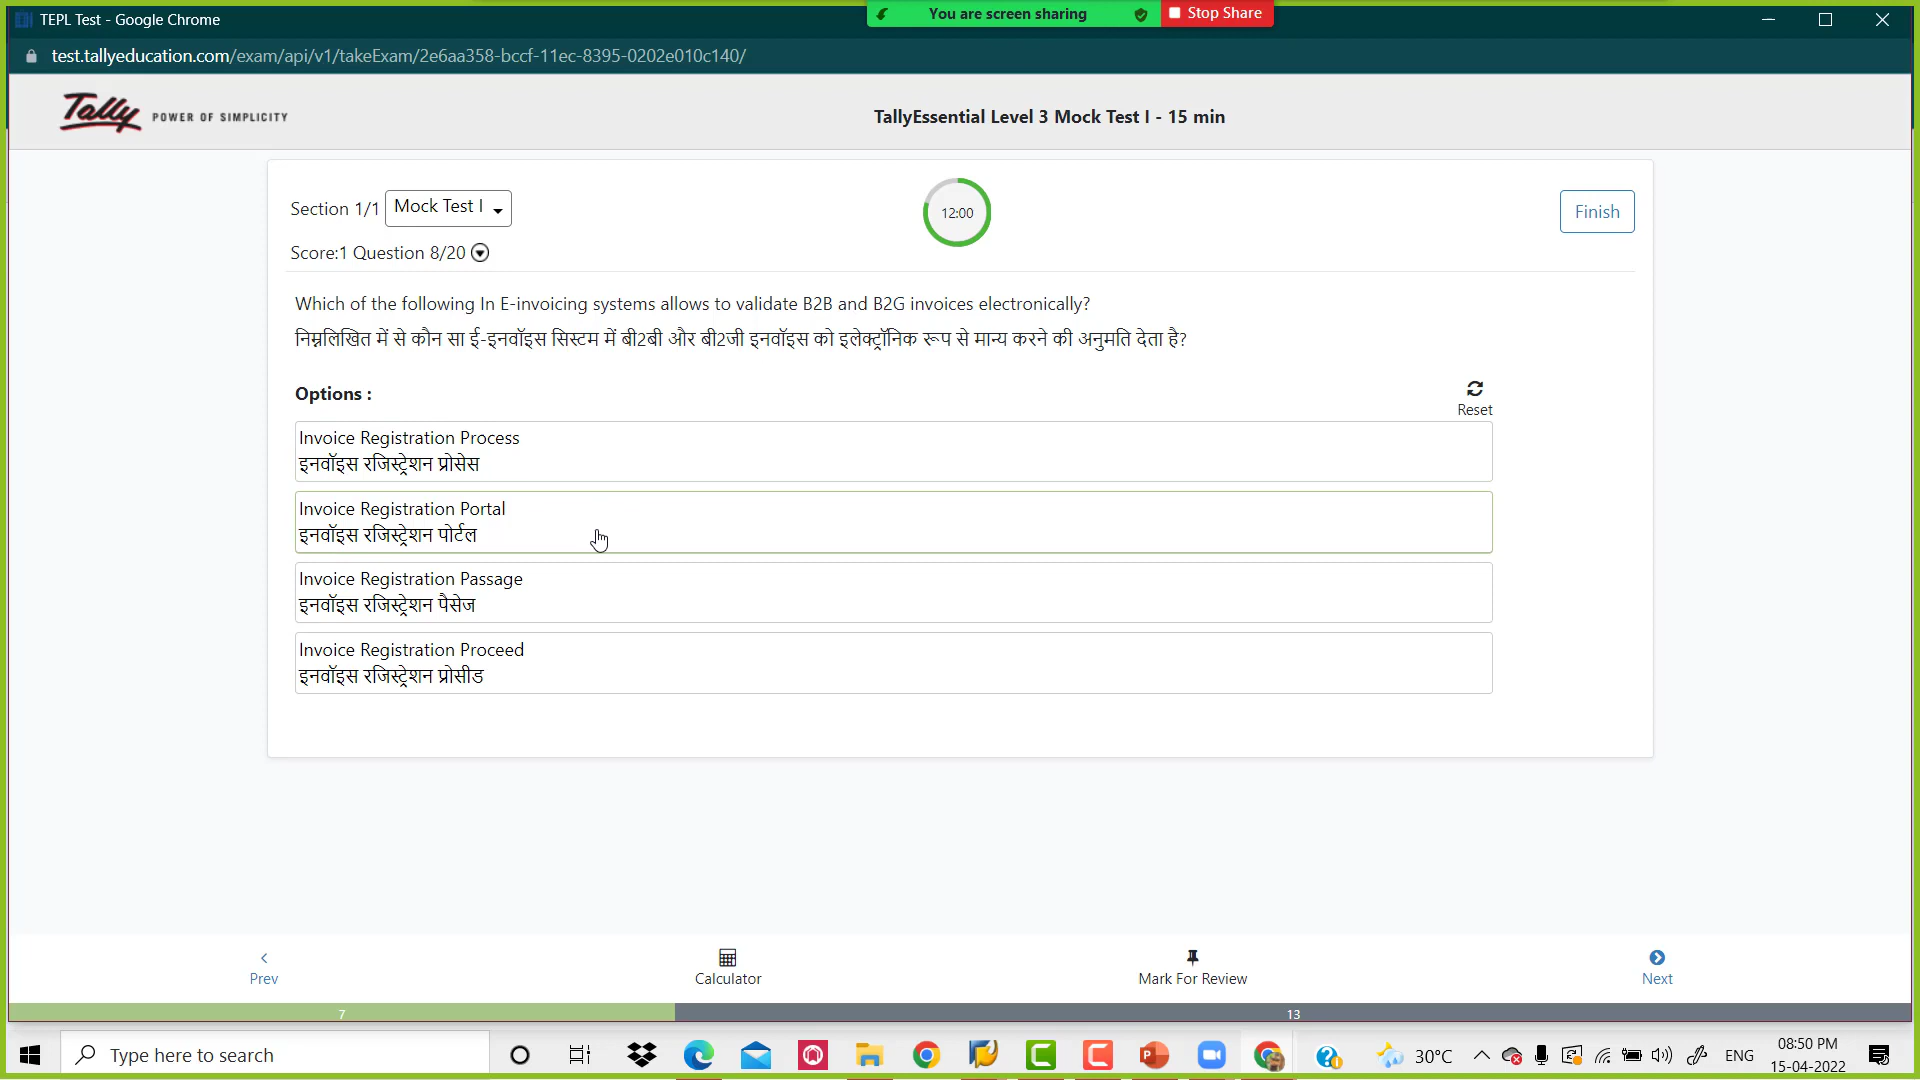 TEPL Test - Google Chrome
You are screen sharing
Stop Share
test.tallyeducation.com/exam/api/v1/takeExam/2e6aa358-bccf-11ec-8395-0202e010c140/
Tally POWER OF SIMPLICITY
TallyEssential Level 3 Mock Test I - 15 min
Section 1/1 Mock Test I
12:00
Finish
Score:1 Question 8/20
Which of the following In E-invoicing systems allows to validate B2B and B2G invoices electronically?
निम्नलिखित में से कौन सा ई-इनवॉइस सिस्टम में बी2बी और बी2जी इनवॉइस को इलेक्ट्रॉनिक रूप से मान्य करने की अनुमति देता है?
Options :
Reset
Invoice Registration Process
इनवॉइस रजिस्ट्रेशन प्रोसेस
Invoice Registration Portal
इनवॉइस रजिस्ट्रेशन पोर्टल
Invoice Registration Passage
इनवॉइस रजिस्ट्रेशन पैसेज
Invoice Registration Proceed
इनवॉइस रजिस्ट्रेशन प्रोसीड
Prev
Calculator
Mark For Review
Next
7
13
Type here to search
30°C
ENG
08:50 PM
15-04-2022